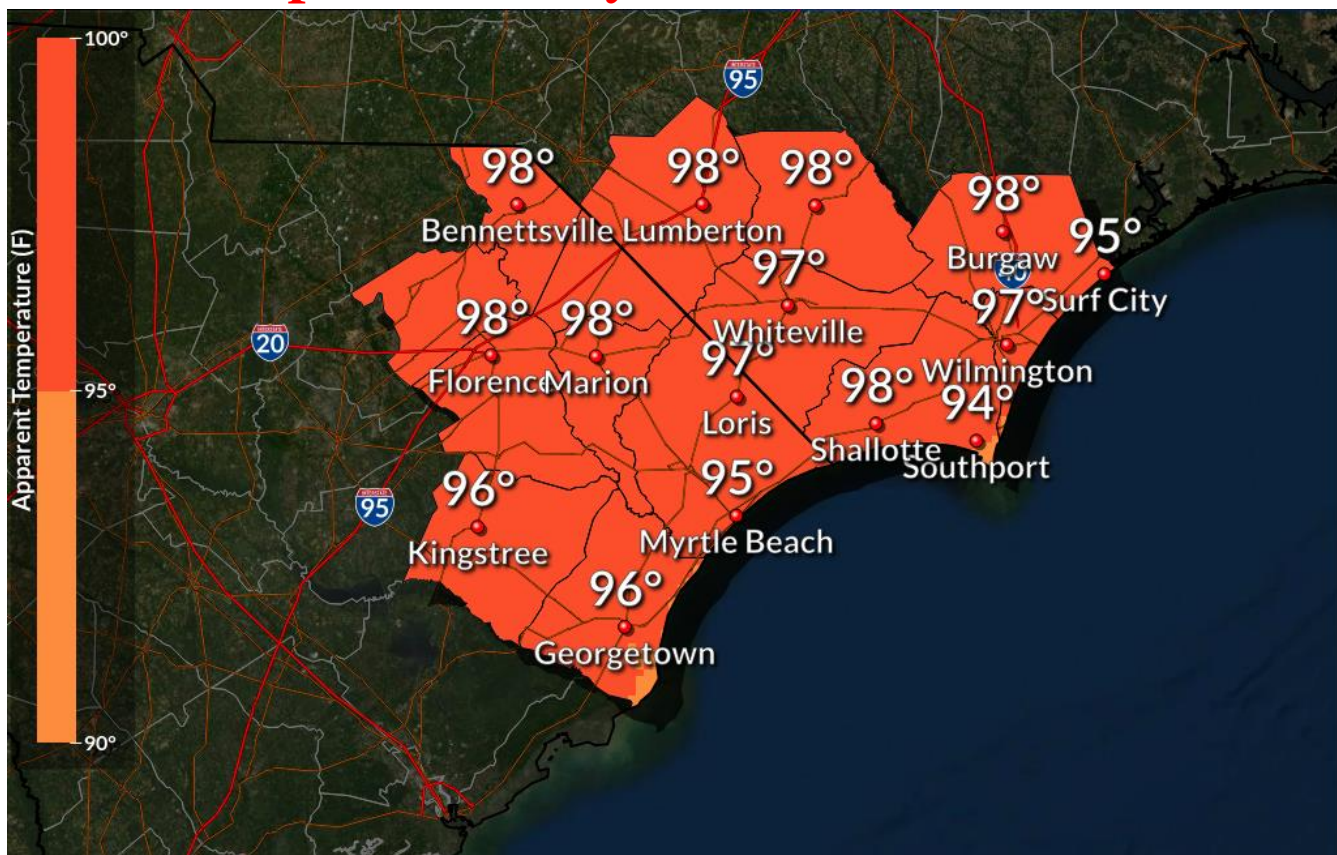 100°
95°
90°
Apparent Temperature (F)
95
98°
98°
98°
98°
95°
Bennettsville
Lumberton
Burgaw
Surf City
97°
Whiteville
97°
Wilmington
20
98°
98°
Florence
Marion
97°
Loris
98°
Shallotte
94°
Southport
95
96°
Kingstree
95°
Myrtle Beach
96°
Georgetown